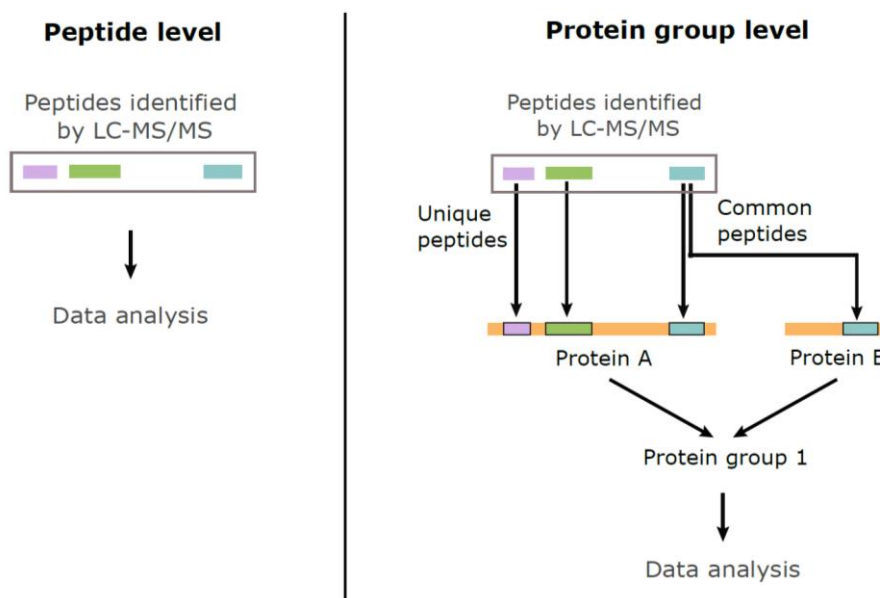 Peptide level
Peptides identified
by LC-MS/MS
Data analysis
Protein group level
Peptides identified
by LC-MS/MS
Unique
peptides
Common
peptides
Protein A
Protein
Protein group 1
Data analysis